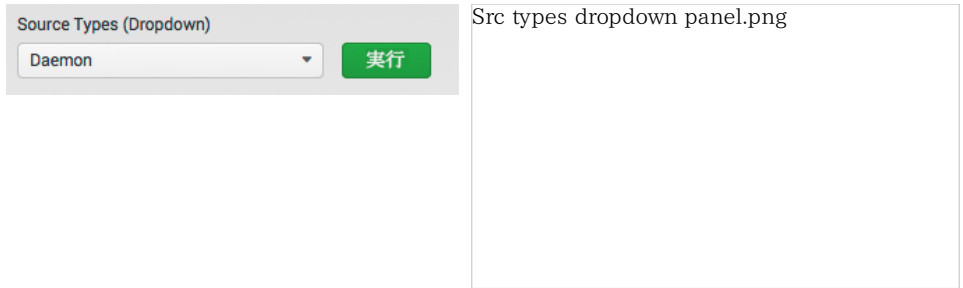 Source Types (Dropdown)
Daemon
実行
Src types dropdown panel.png